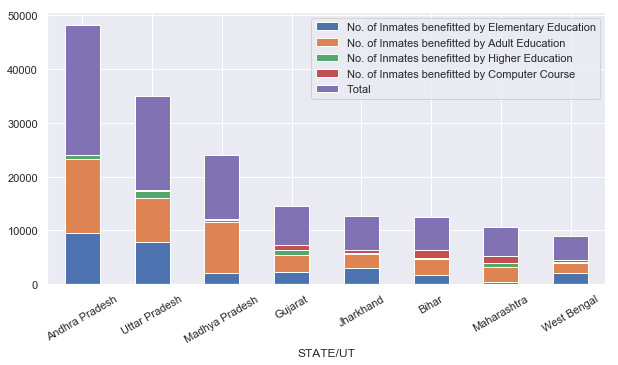 50000
40000
30000
20000
10000
0
No. of Inmates benefitted by Elementary Education
No. of Inmates benefitted by Adult Education
No. of Inmates benefitted by Higher Education
No. of Inmates benefitted by Computer Course
Total
Andhra Pradesh
Uttar Pradesh
Madhya Pradesh
Gujarat
Jharkhand
Bihar
Maharashtra
West Bengal
STATE/UT